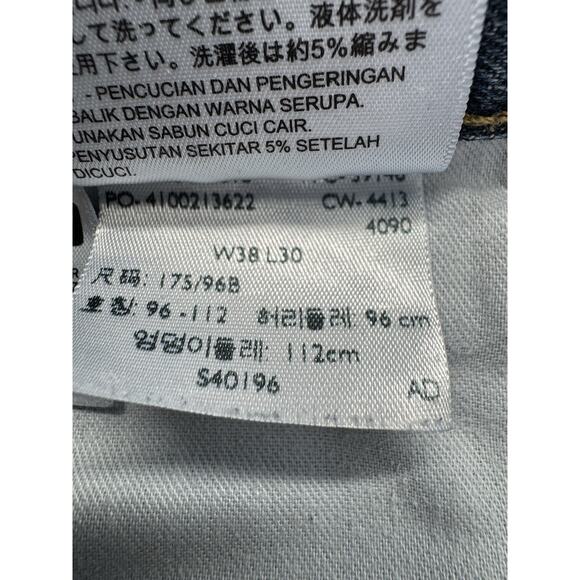 して洗ってください。液体洗剤を
用下さい。洗濯後は約5%縮みま
- PENCUCIAN DAN PENGERINGAN
BALIK DENGAN WARNA SERUPA.
UNAKAN SABUN CUCI CAIR.
PENYUSUTAN SEKITAR 5% SETELAH
DICUCI.
PO- 4100213622 CW- 4413
4090
W38 L30
尺码: 175/96B
호칭: 96 -112 허리둘레: 96 cm
엉덩이둘레: 112cm
S40196 AD